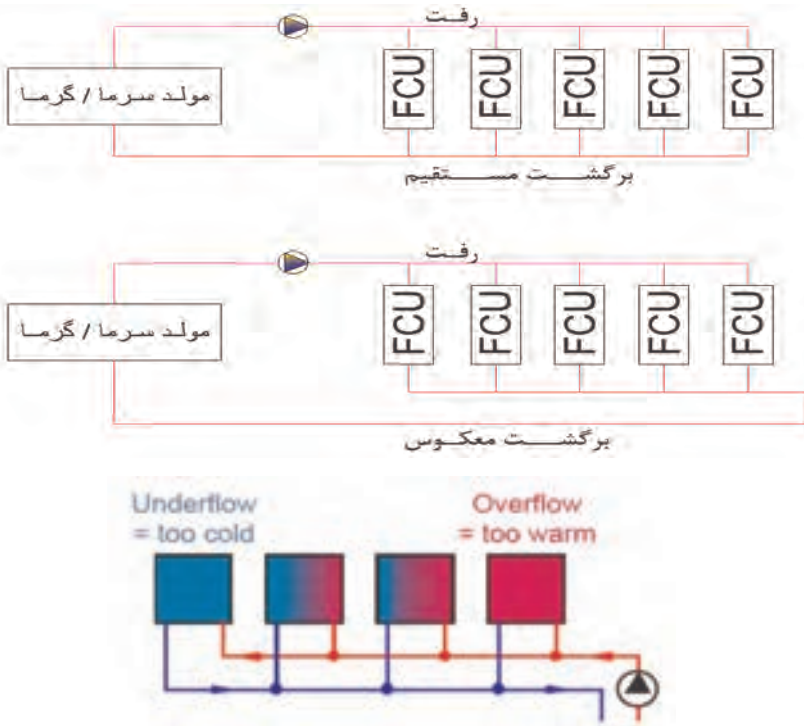 رفت
مولد سرما / گرما
FCU
FCU
FCU
FCU
FCU
برگشت مستقیم
رفت
مولد سرما / گرما
FCU
FCU
FCU
FCU
FCU
برگشت معکوس
Underflow
= too cold
Overflow
= too warm